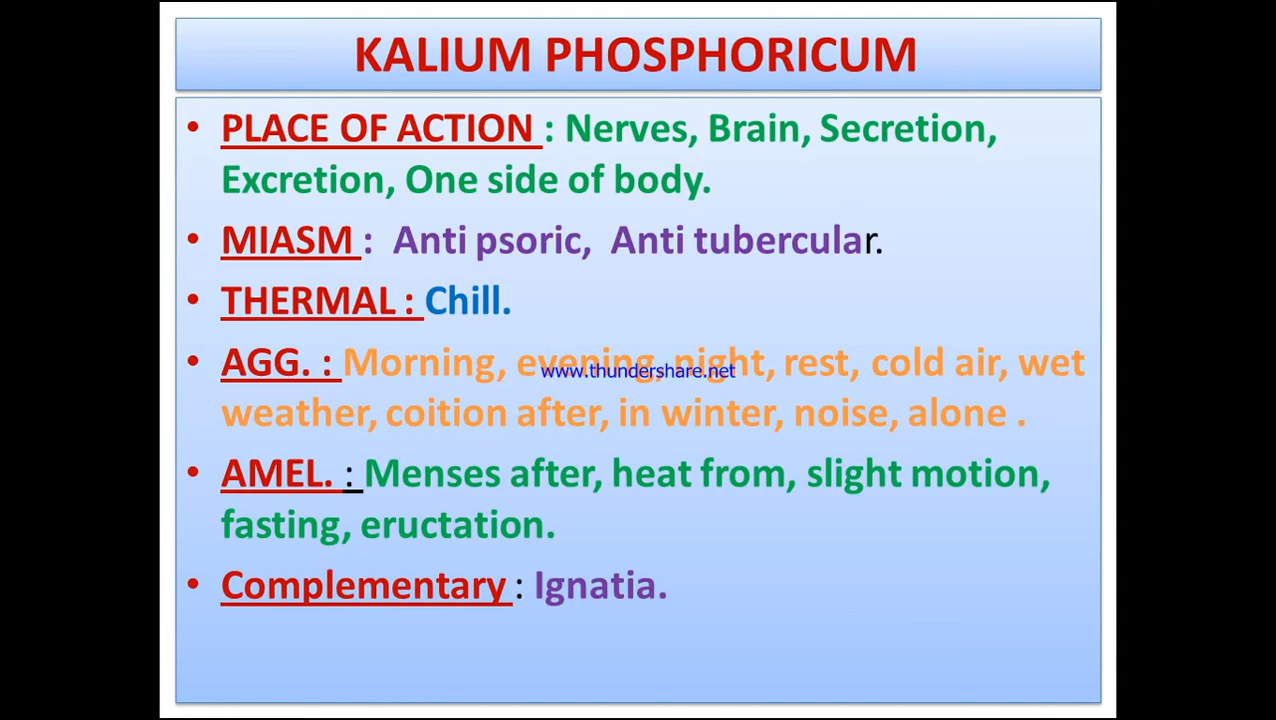 KALIUM PHOSPHORICUM
• PLACE OF ACTION : Nerves, Brain, Secretion,
Excretion, One side of body.
• MIASM : Anti psoric, Anti tubercular.
• THERMAL : Chill.
• AGG. : Morning, evening, night, rest, cold air, wet
www.thundershare.net
weather, coition after, in winter, noise, alone .
• AMEL. : Menses after, heat from, slight motion,
fasting, eructation.
• Complementary : Ignatia.